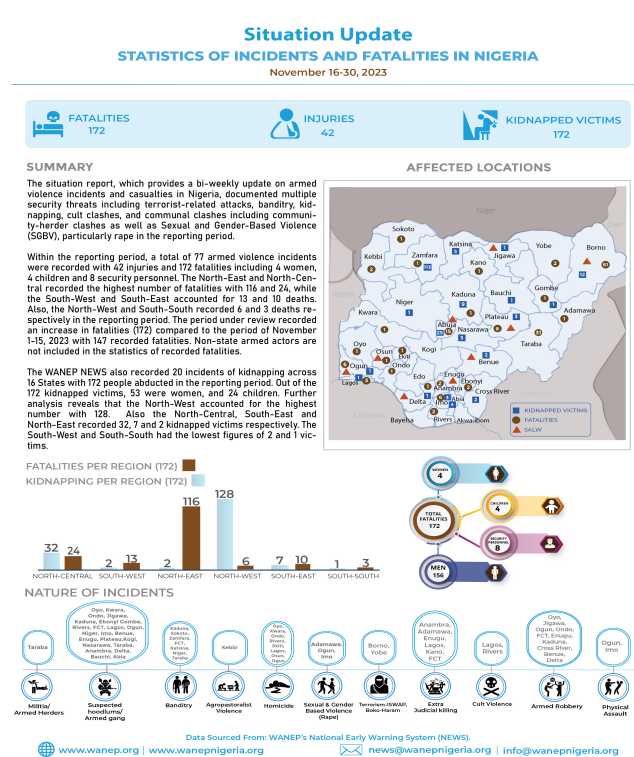 Situation Update
STATISTICS OF INCIDENTS AND FATALITIES IN NIGERIA
November 16-30, 2023
FATALITIES
172
INJURIES
42
KIDNAPPED VICTIMS
172
SUMMARY
The situation report, which provides a bi-weekly update on armed
violence incidents and casualties in Nigeria, documented multiple
security threats including terrorist-related attacks, banditry, kid-
napping, cult clashes, and communal clashes including communi-
ty-herder clashes as well as Sexual and Gender-Based Violence
(SGBV), particularly rape in the reporting period.
Within the reporting period, a total of 77 armed violence incidents
were recorded with 42 injuries and 172 fatalities including 4 women,
4 children and 8 security personnel. The North-East and North-Cen-
tral recorded the highest number of fatalities with 116 and 24, while
the South-West and South-East accounted for 13 and 10 deaths.
Also, the North-West and South-South recorded 6 and 3 deaths re-
spectively in the reporting period. The period under review recorded
an increase in fatalities (172) compared to the period of November
1-15, 2023 with 147 recorded fatalities. Non-state armed actors are
not included in the statistics of recorded fatalities.
The WANEP NEWS also recorded 20 incidents of kidnapping across
16 States with 172 people abducted in the reporting period. Out of the
172 kidnapped victims, 53 were women, and 24 children. Further
analysis reveals that the North-West accounted for the highest
number with 128. Also the North-Central, South-East and
North-East recorded 32, 7 and 2 kidnapped victims respectively. The
South-West and South-South had the lowest figures of 2 and 1 vic-
tims.
AFFECTED LOCATIONS
Niger
Sokoto
Katsina
Jigawa
Yobe
Borno
Kebbi
Zamfara
Kano
Gombe
Kaduna
Bauchi
Adamawa
Niger
Kwara
Abuja
Plateau
Nasarawa
Taraba
Oyo
Osun
Ekiti
Kogi
Ondo
Ogun
Lagos
Edo
Enugu
Benue
Ebonyi
Anambra
Cross River
Delta
Imo
Abia
Bayelsa
Rivers
Akwaibom
KIDNAPPED VICTIMS
FATALITIES
SALW
FATALITIES PER REGION (172)
KIDNAPPING PER REGION (172)
32 24
2 13
2 116
128 6
7 10
1 3
NORTH-CENTRAL SOUTH-WEST NORTH-EAST NORTH-WEST SOUTH-EAST SOUTH-SOUTH
WOMEN
4
CHILDREN
4
TOTAL
FATALITIES
172
SECURITY
PERSONNEL
8
MEN
156
NATURE OF INCIDENTS
Taraba
Oyo, Kwara,
Ondo, Jigawa,
Kaduna, Ebonyi Gombe,
Rivers, FCT, Lagos, Ogun,
Niger, Imo, Benue,
Enugu, Plateau,Kogi,
Nasarawa, Taraba,
Anambra, Delta,
Bauchi, Abia
Kaduna,
Sokoto,
Zamfara,
FCT,
Katsina,
Niger,
Taraba
Kebbi
Oyo,
Kwara,
Ondo,
Rivers,
Ekiti,
Lagos,
Osun,
Ogun
Adamawa,
Ogun,
Imo
Borno,
Yobe
Anambra,
Adamawa,
Enugu,
Lagos,
Kano,
FCT
Lagos,
Rivers
Oyo,
Jigawa,
Ogun, Ondo,
FCT, Enugu,
Kaduna,
Cross River,
Benue,
Delta
Ogun,
Imo
Militia/
Armed Herders
Suspected
hoodlums/
Armed gang
Banditry
Agropastoralist
Violence
Homicide
Sexual & Gender
Based Violence
(Rape)
Terrorism-ISWAP,
Boko-Haram
Extra
Judicial killing
Cult Violence
Armed Robbery
Physical
Assault
Data Sourced From: WANEP's National Early Warning System (NEWS).
www.wanep.org | www.wanepnigeria.org
news@wanepnigeria.org | info@wanepnigeria.org